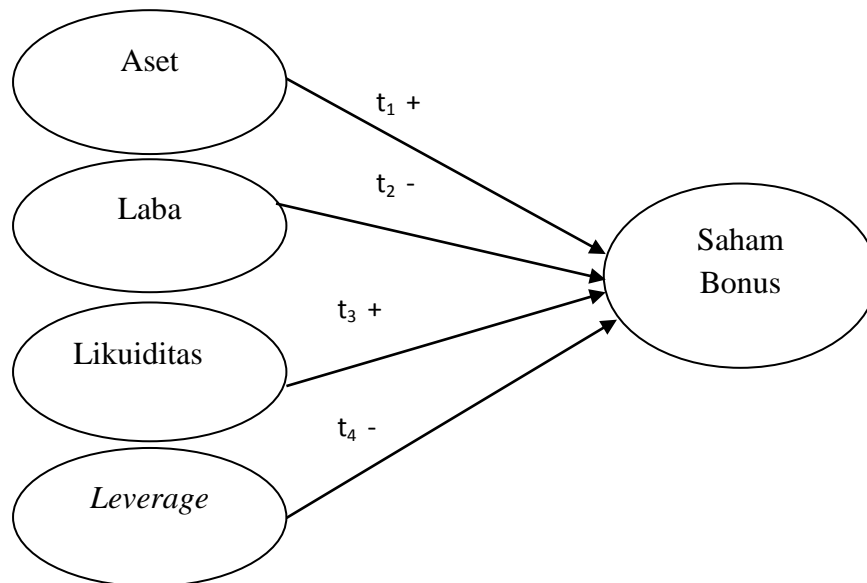 Aset
t₁ +
Laba
t₂ -
Saham
Bonus
Likuiditas
t₃ +
Leverage
t₄ -